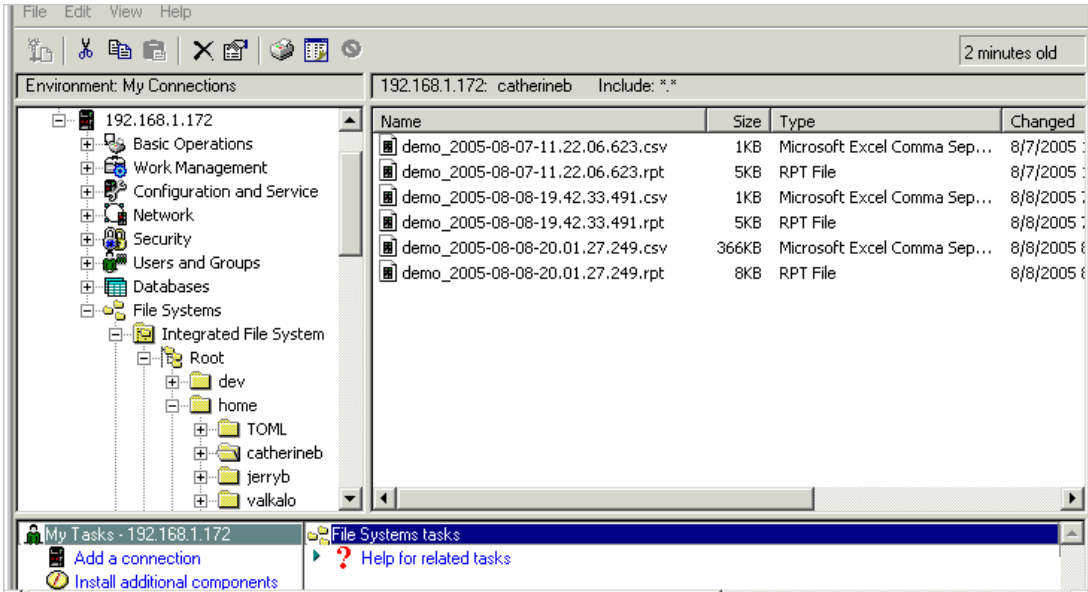 File Edit View Help
2 minutes old
Environment: My Connections
192.168.1.172: catherineb Include: *.*
192.168.1.172
Basic Operations
Work Management
Configuration and Service
Network
Security
Users and Groups
Databases
File Systems
Integrated File System
Root
dev
home
TOML
catherineb
jerryb
valkalo
Name Size Type Changed
demo_2005-08-07-11.22.06.623.csv 1KB Microsoft Excel Comma Sep... 8/7/2005
demo_2005-08-07-11.22.06.623.rpt 5KB RPT File 8/7/2005
demo_2005-08-08-19.42.33.491.csv 1KB Microsoft Excel Comma Sep... 8/8/2005
demo_2005-08-08-19.42.33.491.rpt 5KB RPT File 8/8/2005
demo_2005-08-08-20.01.27.249.csv 366KB Microsoft Excel Comma Sep... 8/8/2005
demo_2005-08-08-20.01.27.249.rpt 8KB RPT File 8/8/2005
My Tasks - 192.168.1.172
Add a connection
Install additional components
File Systems tasks
Help for related tasks